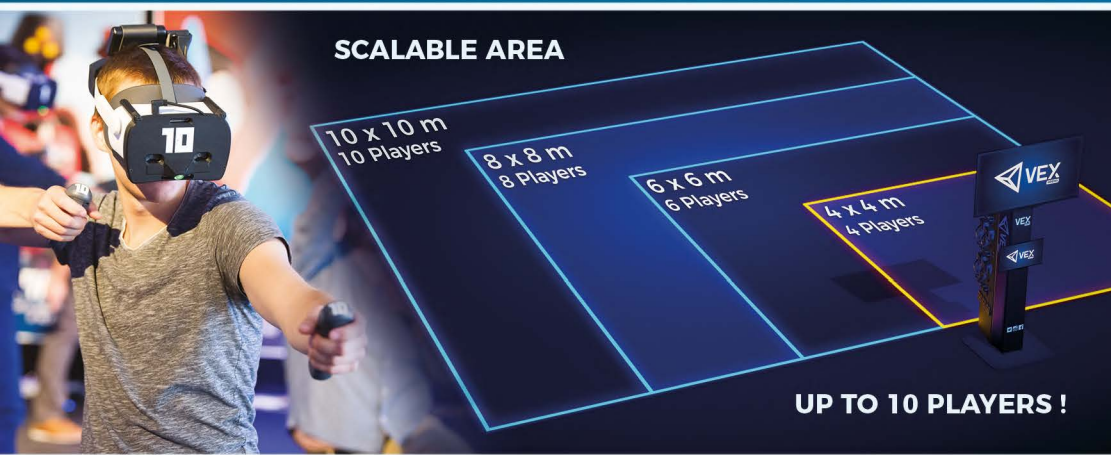 SCALABLE AREA
10 x 10 m
10 Players
8 x 8 m
8 Players
6 x 6 m
6 Players
4 x 4 m
4 Players
VEX
VEX
VEX
10
10
UP TO 10 PLAYERS !